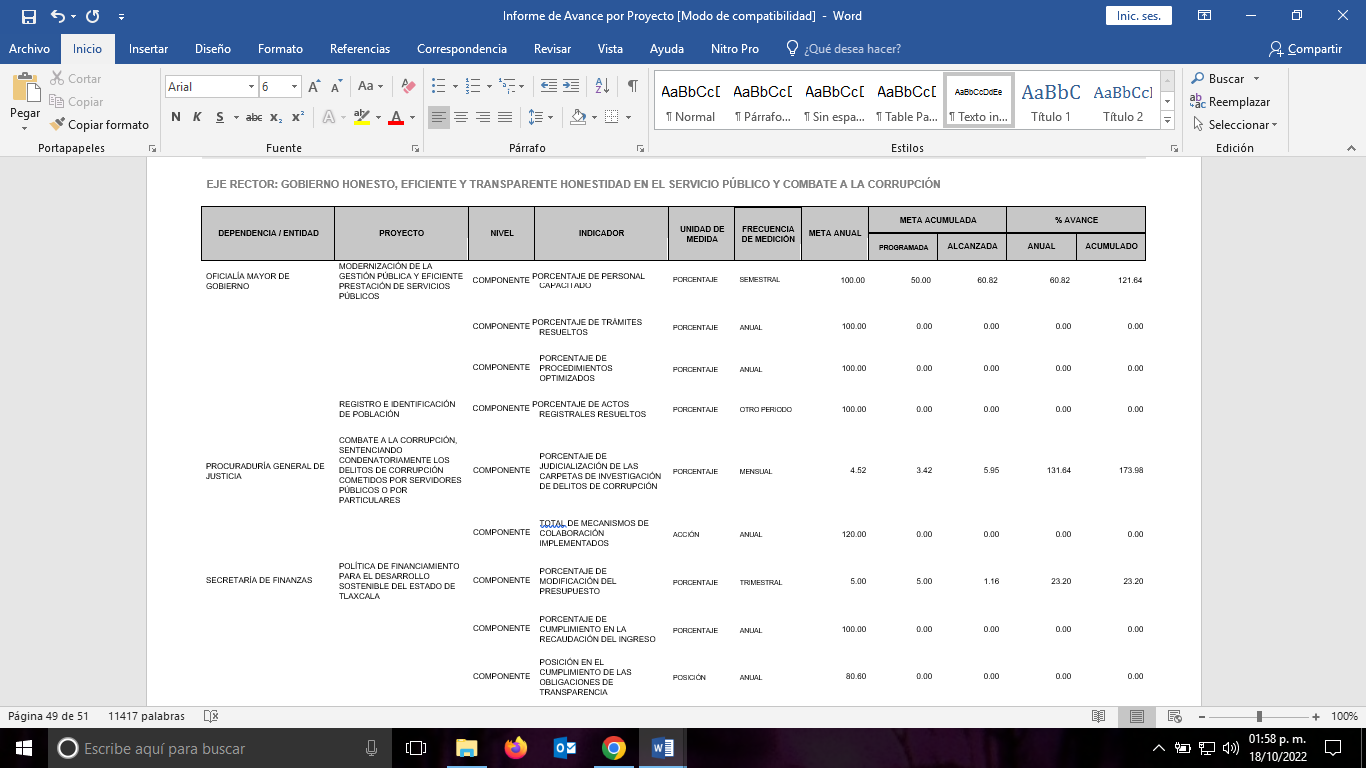 Informe de Avance por Proyecto [Modo de compatibilidad] - Word
Inic. ses.
Archivo Inicio Insertar Diseño Formato Referencias Correspondencia Revisar Vista Ayuda Nitro Pro ¿Qué desea hacer? Compartir
Cortar
Copiar
Copiar formato
Pegar
Portapapeles
Arial 6
N K S abc x₂ x²
Fuente
Párrafo
AaBbCcI AaBbCcI AaBbCcI AaBbCcI AaBbCcDdEe AaBbC AaBbCcI
¶ Normal ¶ Párrafo... ¶ Sin espa... ¶ Table Pa... ¶ Texto in... Título 1 Título 2
Estilos
Buscar
Reemplazar
Seleccionar
Edición
EJE RECTOR: GOBIERNO HONESTO, EFICIENTE Y TRANSPARENTE HONESTIDAD EN EL SERVICIO PÚBLICO Y COMBATE A LA CORRUPCIÓN
DEPENDENCIA / ENTIDAD
PROYECTO
NIVEL
INDICADOR
UNIDAD DE
MEDIDA
FRECUENCIA
DE MEDICIÓN
META ANUAL
META ACUMULADA
PROGRAMADA ALCANZADA
% AVANCE
ANUAL ACUMULADO
OFICIALÍA MAYOR DE
GOBIERNO
MODERNIZACIÓN DE LA
GESTIÓN PÚBLICA Y EFICIENTE
PRESTACIÓN DE SERVICIOS
PÚBLICOS
COMPONENTE
PORCENTAJE DE PERSONAL
CAPACITADO
PORCENTAJE SEMESTRAL 100.00 50.00 60.82 60.82 121.64
COMPONENTE
PORCENTAJE DE TRÁMITES
RESUELTOS
PORCENTAJE ANUAL 100.00 0.00 0.00 0.00 0.00
COMPONENTE
PORCENTAJE DE
PROCEDIMIENTOS
OPTIMIZADOS
PORCENTAJE ANUAL 100.00 0.00 0.00 0.00 0.00
REGISTRO E IDENTIFICACIÓN
DE POBLACIÓN
COMPONENTE
PORCENTAJE DE ACTOS
REGISTRALES RESUELTOS
PORCENTAJE OTRO PERIODO 100.00 0.00 0.00 0.00 0.00
PROCURADURÍA GENERAL DE
JUSTICIA
COMBATE A LA CORRUPCIÓN,
SENTENCIANDO
CONDENATORIAMENTE LOS
DELITOS DE CORRUPCIÓN
COMETIDOS POR SERVIDORES
PÚBLICOS O POR
PARTICULARES
COMPONENTE
PORCENTAJE DE
JUDICIALIZACIÓN DE LAS
CARPETAS DE INVESTIGACIÓN
DE DELITOS DE CORRUPCIÓN
PORCENTAJE MENSUAL 4.52 3.42 5.95 131.64 173.98
COMPONENTE
TOTAL DE MECANISMOS DE
COLABORACIÓN
IMPLEMENTADOS
ACCIÓN ANUAL 120.00 0.00 0.00 0.00 0.00
SECRETARÍA DE FINANZAS
POLÍTICA DE FINANCIAMIENTO
PARA EL DESARROLLO
SOSTENIBLE DEL ESTADO DE
TLAXCALA
COMPONENTE
PORCENTAJE DE
MODIFICACIÓN DEL
PRESUPUESTO
PORCENTAJE TRIMESTRAL 5.00 5.00 1.16 23.20 23.20
COMPONENTE
PORCENTAJE DE
CUMPLIMIENTO EN LA
RECAUDACIÓN DEL INGRESO
PORCENTAJE ANUAL 100.00 0.00 0.00 0.00 0.00
COMPONENTE
POSICIÓN EN EL
CUMPLIMIENTO DE LAS
OBLIGACIONES DE
TRANSPARENCIA
POSICIÓN ANUAL 80.60 0.00 0.00 0.00 0.00
Página 49 de 51 11417 palabras 100%
Escribe aquí para buscar
01:58 p. m.
18/10/2022